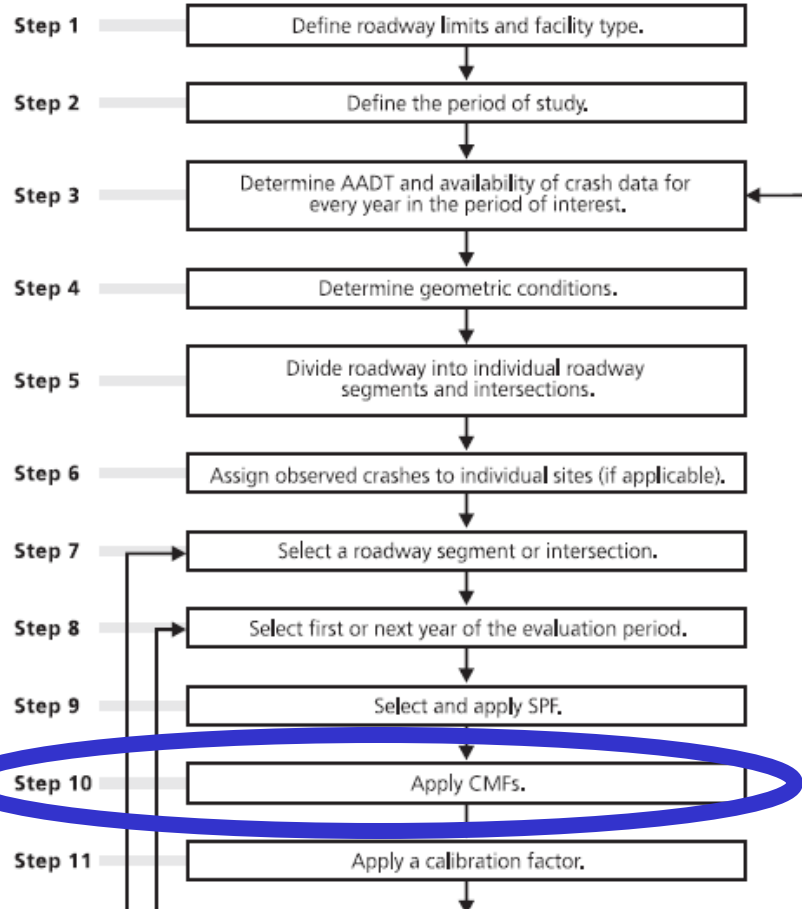 Step 1 Define roadway limits and facility type.
Step 2 Define the period of study.
Step 3 Determine AADT and availability of crash data for
every year in the period of interest.
Step 4 Determine geometric conditions.
Step 5 Divide roadway into individual roadway
segments and intersections.
Step 6 Assign observed crashes to individual sites (if applicable).
Step 7 Select a roadway segment or intersection.
Step 8 Select first or next year of the evaluation period.
Step 9 Select and apply SPF.
Step 10 Apply CMFs.
Step 11 Apply a calibration factor.